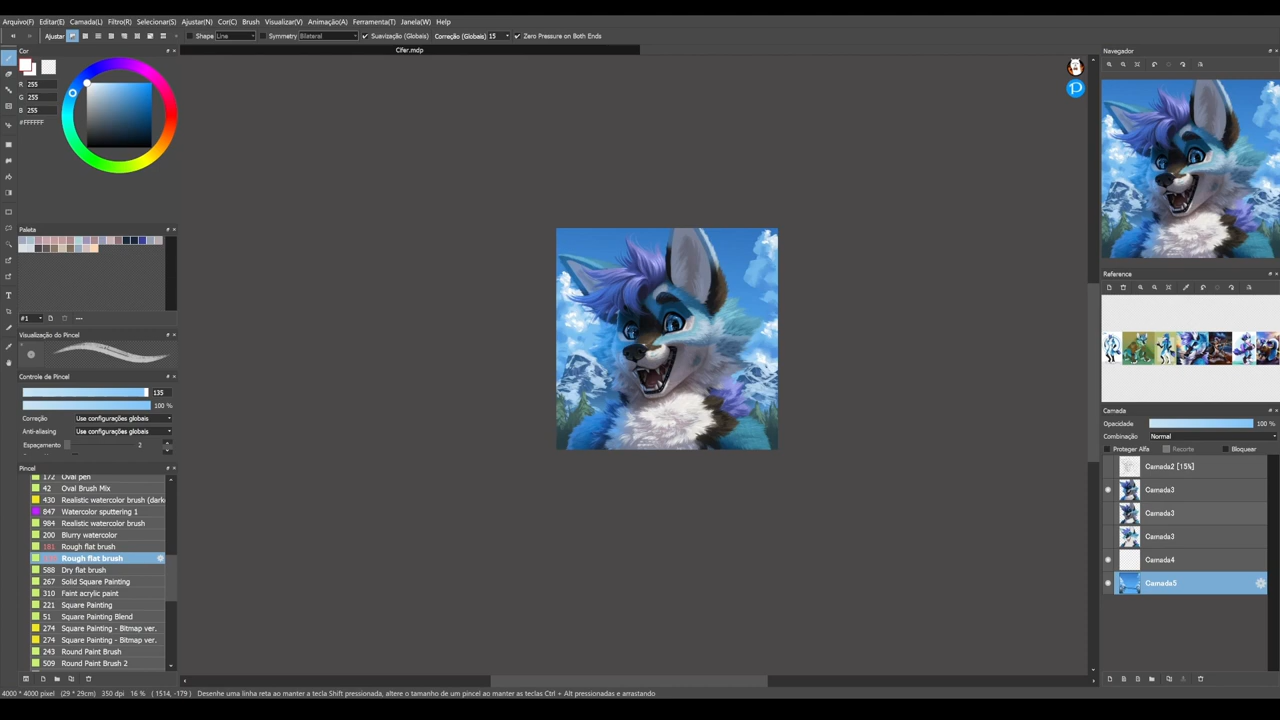 Arquivo(F) Editar(E) Camada(L) Filtro(R) Selecionar(S) Ajustar(N) Cor(C) Brush Visualizar(V) Animação(A) Ferramenta(T) Janela(W) Help
Ajustar Shape Line Symmetry Bilateral Suavização (Globais) Correção (Globais) 15 Zero Pressure on Both Ends
Cifer.mdp
Cor
R 255
G 255
B 255
#FFFFFF
Paleta
#1
Visualização do Pincel
Controle de Pincel
135
100 %
Correção Use configurações globais
Anti-aliasing Use configurações globais
Espaçamento 2
Pincel
172 Oval pen
42 Oval Brush Mix
430 Realistic watercolor brush (dark
847 Watercolor sputtering 1
984 Realistic watercolor brush
200 Blurry watercolor
181 Rough flat brush
Rough flat brush
588 Dry flat brush
267 Solid Square Painting
310 Faint acrylic paint
221 Square Painting
51 Square Painting Blend
274 Square Painting - Bitmap ver.
274 Square Painting - Bitmap ver.
243 Round Paint Brush
509 Round Paint Brush 2
Navegador
Reference
Camada
Opacidade 100 %
Combinação Normal
Proteger Alfa Recorte Bloquear
Camada2 [15%]
Camada3
Camada3
Camada3
Camada4
Camada5
4000 * 4000 pixel (29 * 29cm) 350 dpi 16 % ( 1514, -179 ) Desenhe uma linha reta ao manter a tecla Shift pressionada, altere o tamanho de um pincel ao manter as teclas Ctrl + Alt pressionadas e arrastando